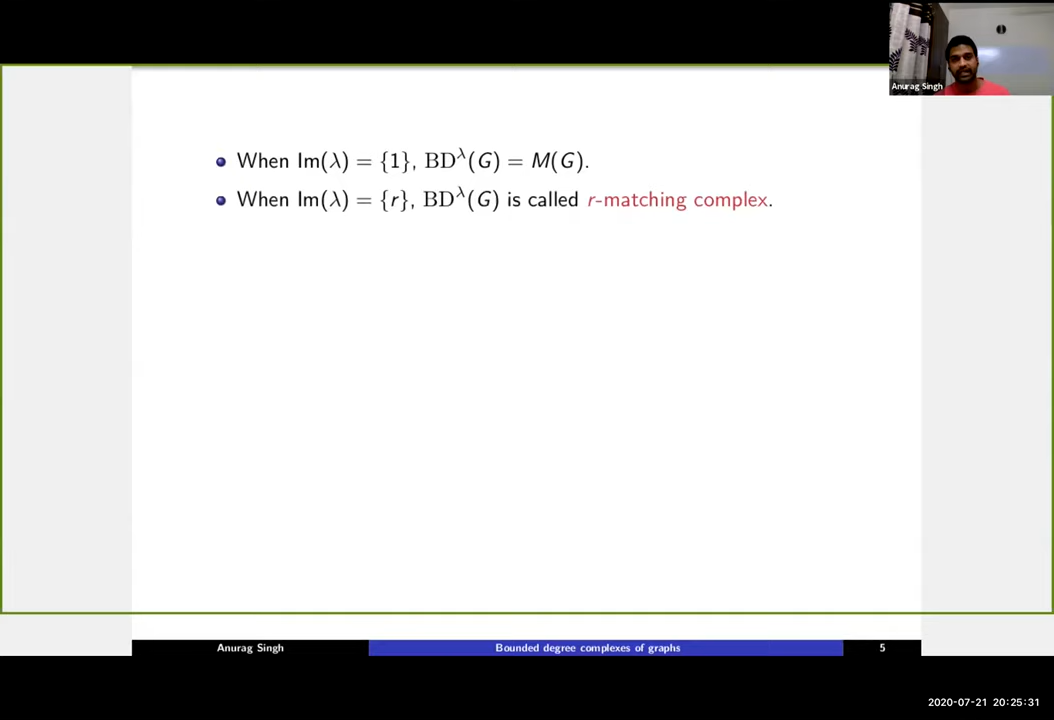 Anurag Singh
When Im(λ) = {1}, BD^λ(G) = M(G).
When Im(λ) = {r}, BD^λ(G) is called r-matching complex.
Anurag Singh
Bounded degree complexes of graphs
5
2020-07-21 20:25:31